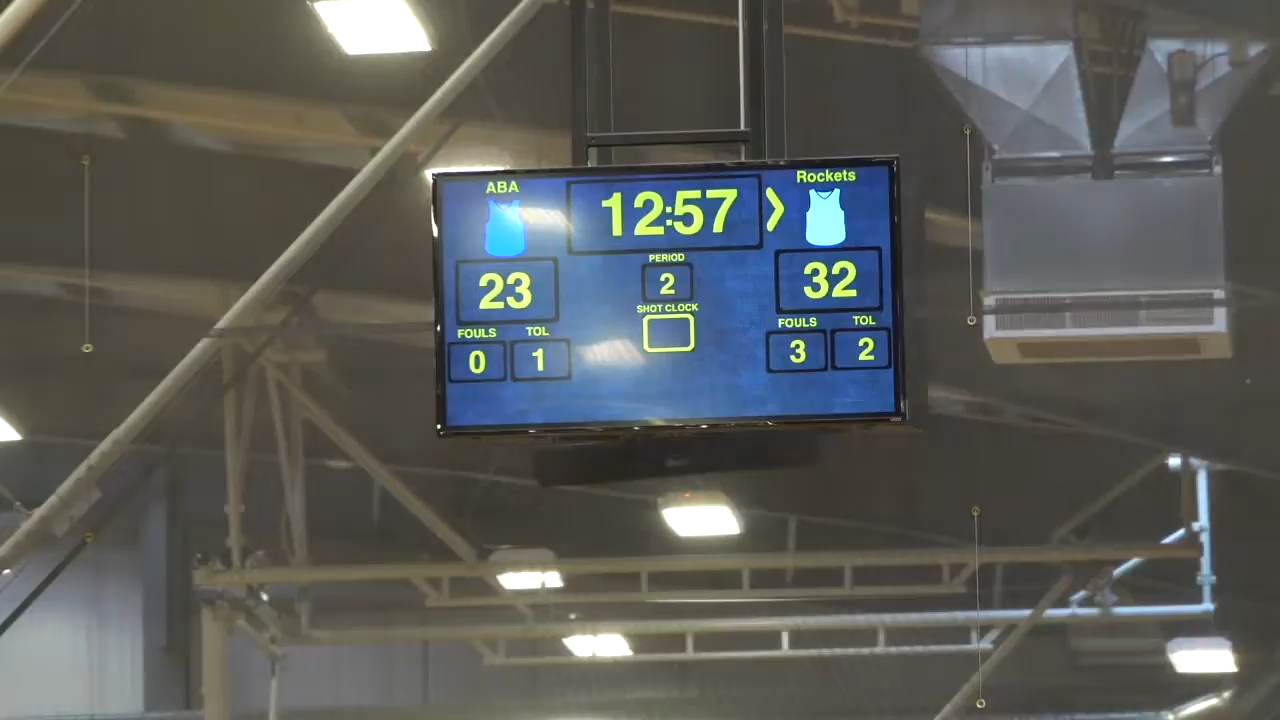 ABA
12:57
Rockets
23
PERIOD
2
32
SHOT CLOCK
FOULS
TOL
FOULS
TOL
0
1
3
2